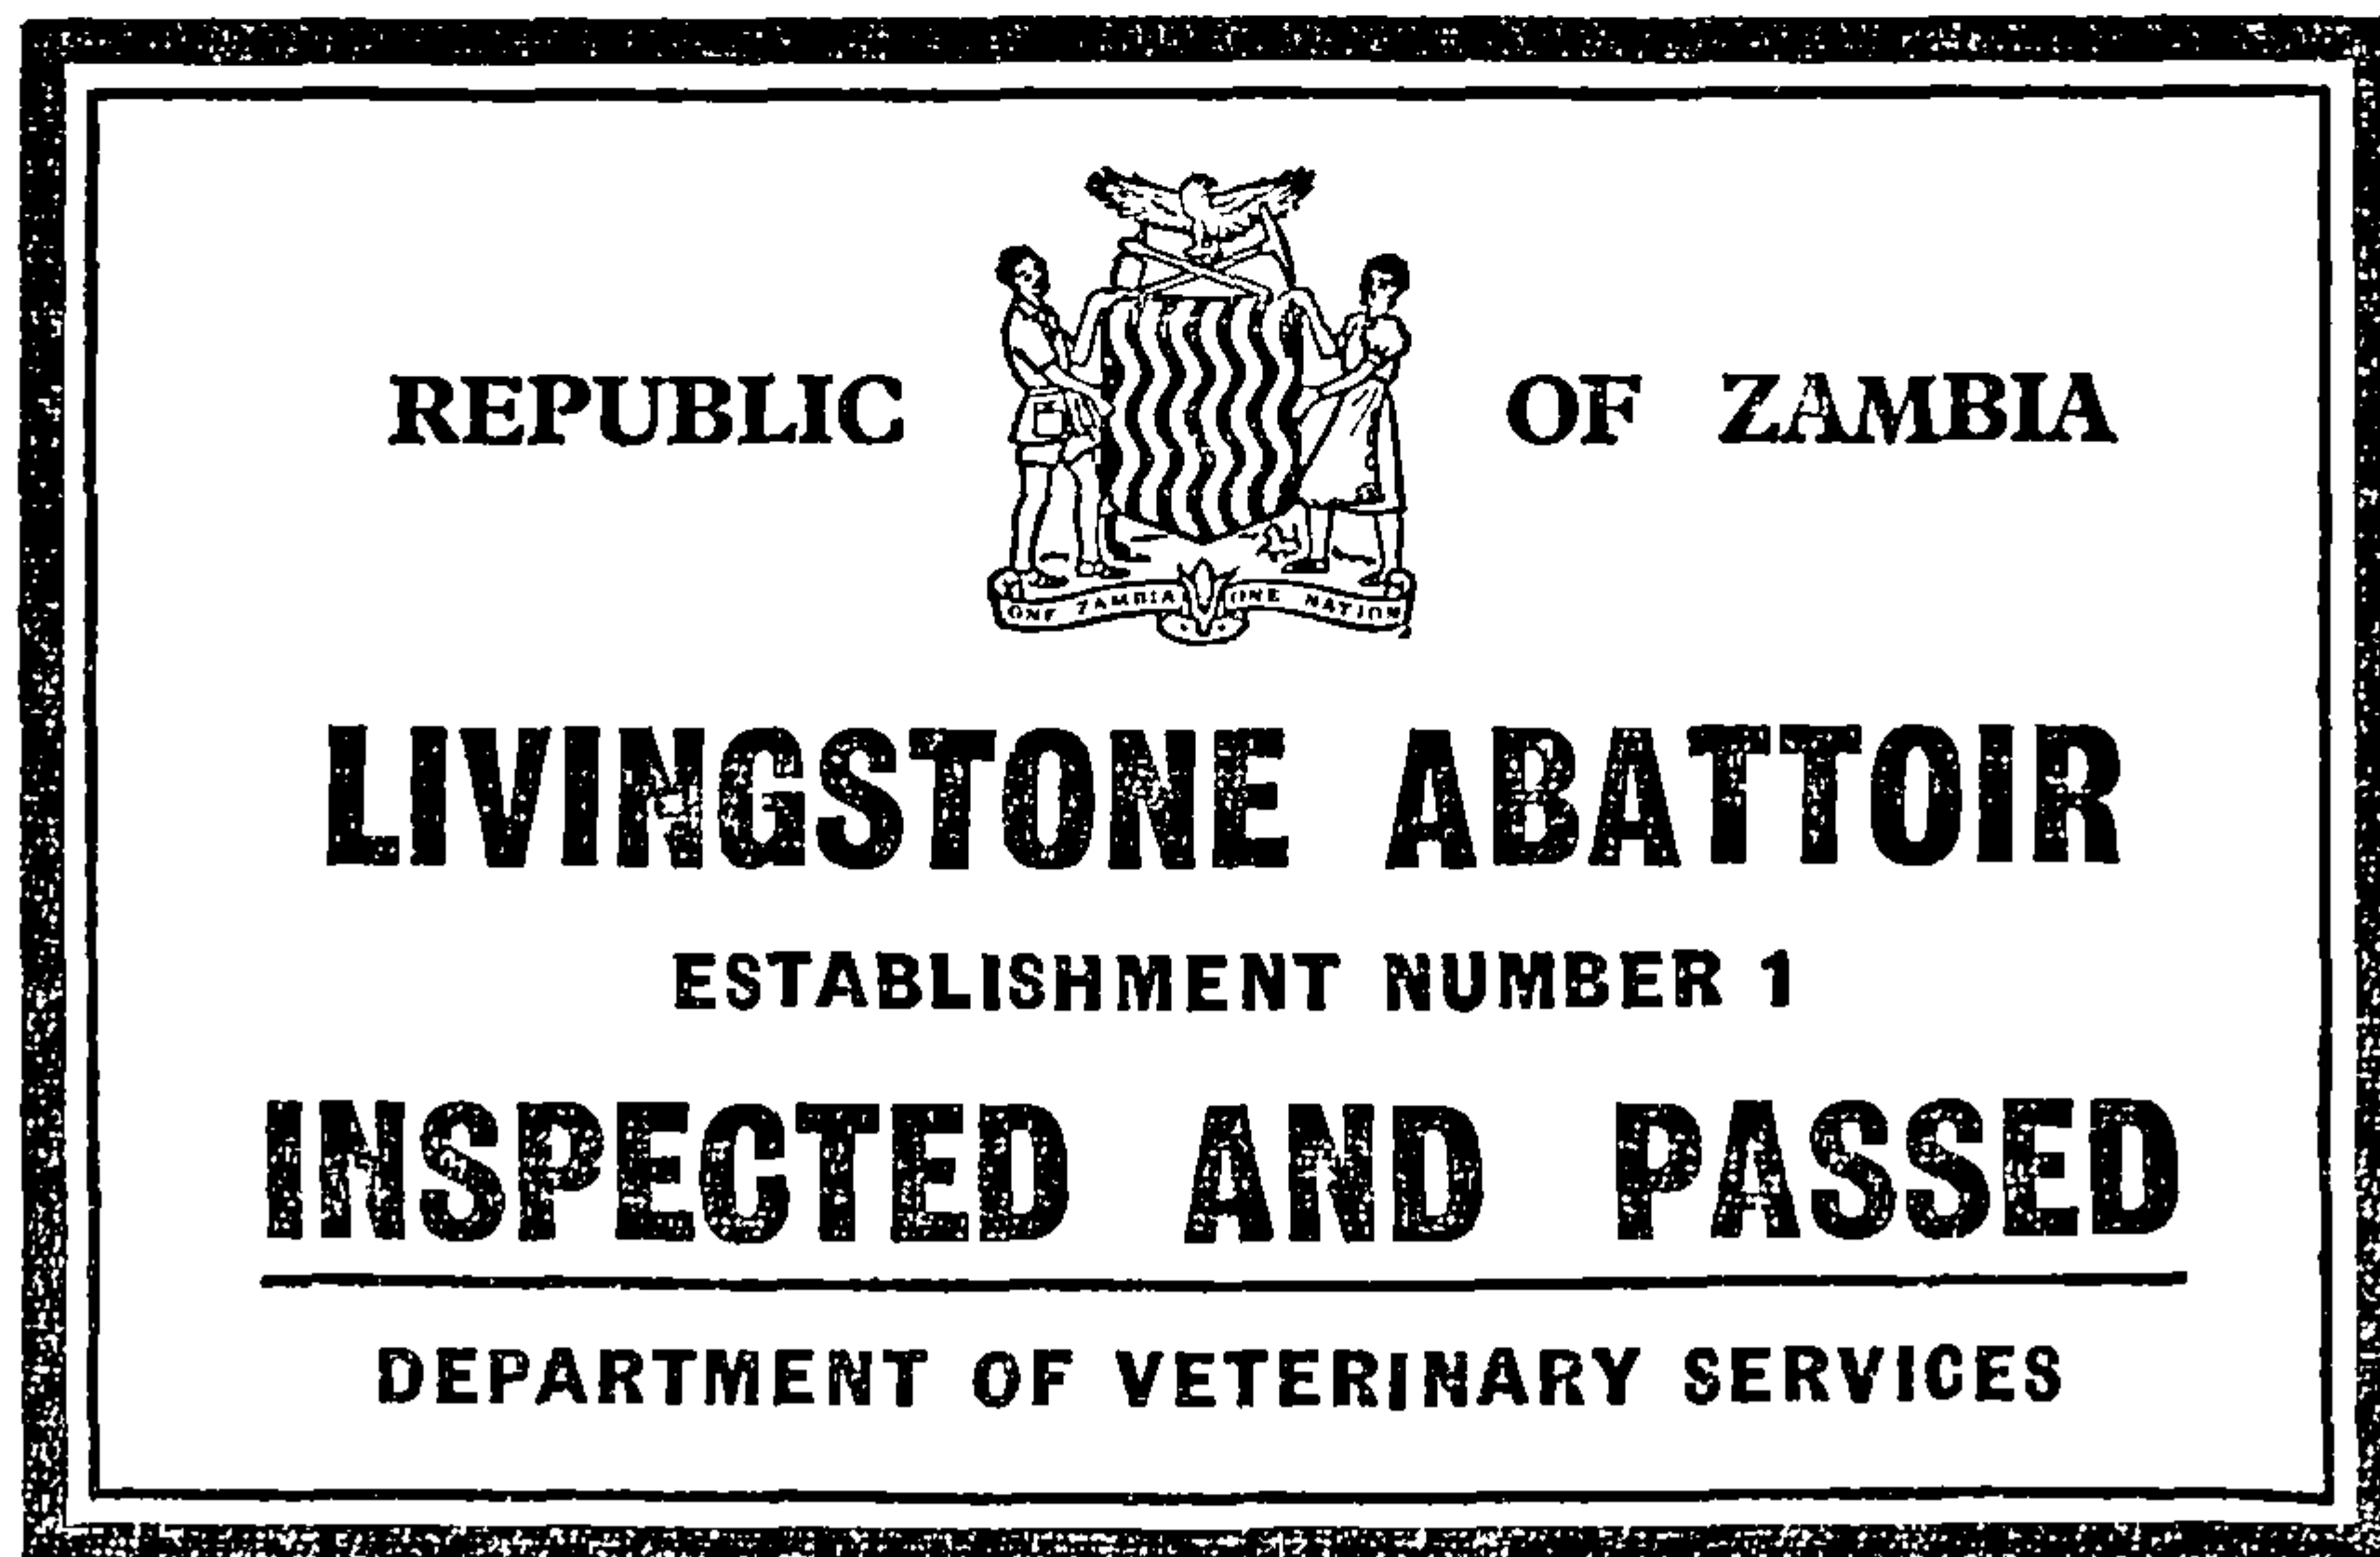 REPUBLIC OF ZAMBIA
ONE ZAMBIA ONE NATION
LIVINGSTONE ABATTOIR
ESTABLISHMENT NUMBER 1
INSPECTED AND PASSED
DEPARTMENT OF VETERINARY SERVICES